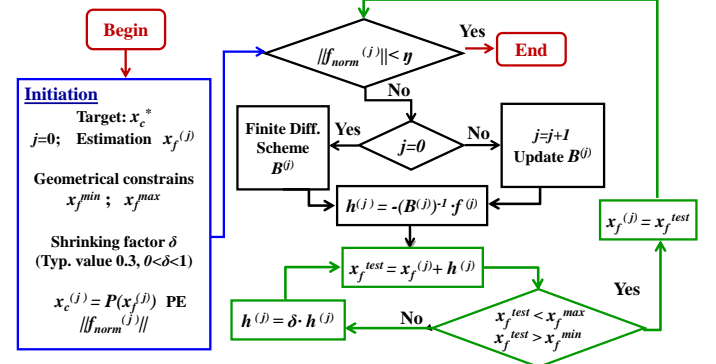 Begin
Initiation
Target: x_c^*
j=0; Estimation x_f^(j)
Geometrical constrains
x_f^min ; x_f^max
Shrinking factor δ
(Typ. value 0.3, 0<δ<1)
x_c^(j) = P(x_f^(j)) PE
||f_norm^(j)||
||f_norm^(j)||< η
Yes
End
No
Finite Diff.
Scheme
B^(j)
Yes
j=0
No
j=j+1
Update B^(j)
h^(j) = -(B^(j))^-1 ·f^(j)
x_f^test = x_f^(j)+ h^(j)
x_f^(j) = x_f^test
Yes
No
h^(j) = δ· h^(j)
x_f^test < x_f^max
x_f^test > x_f^min